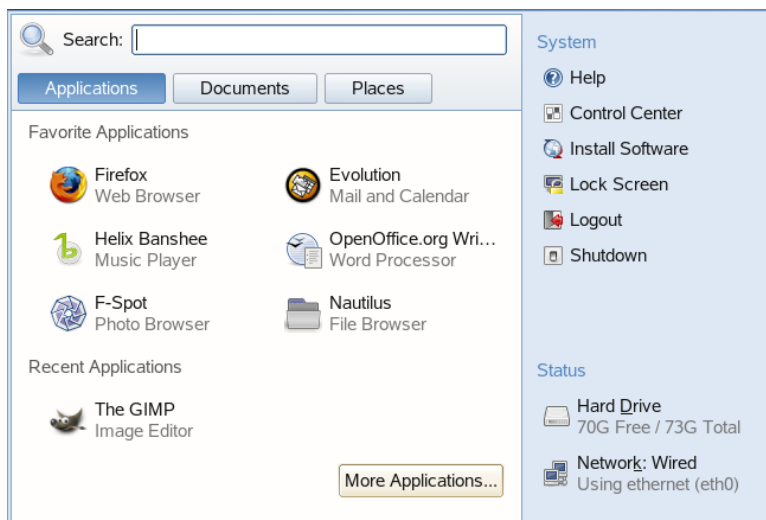 Search:
Applications
Documents
Places
Favorite Applications
Firefox
Web Browser
Evolution
Mail and Calendar
Helix Banshee
Music Player
OpenOffice.org Wri...
Word Processor
F-Spot
Photo Browser
Nautilus
File Browser
Recent Applications
The GIMP
Image Editor
More Applications...
System
Help
Control Center
Install Software
Lock Screen
Logout
Shutdown
Status
Hard Drive
70G Free / 73G Total
Network: Wired
Using ethernet (eth0)